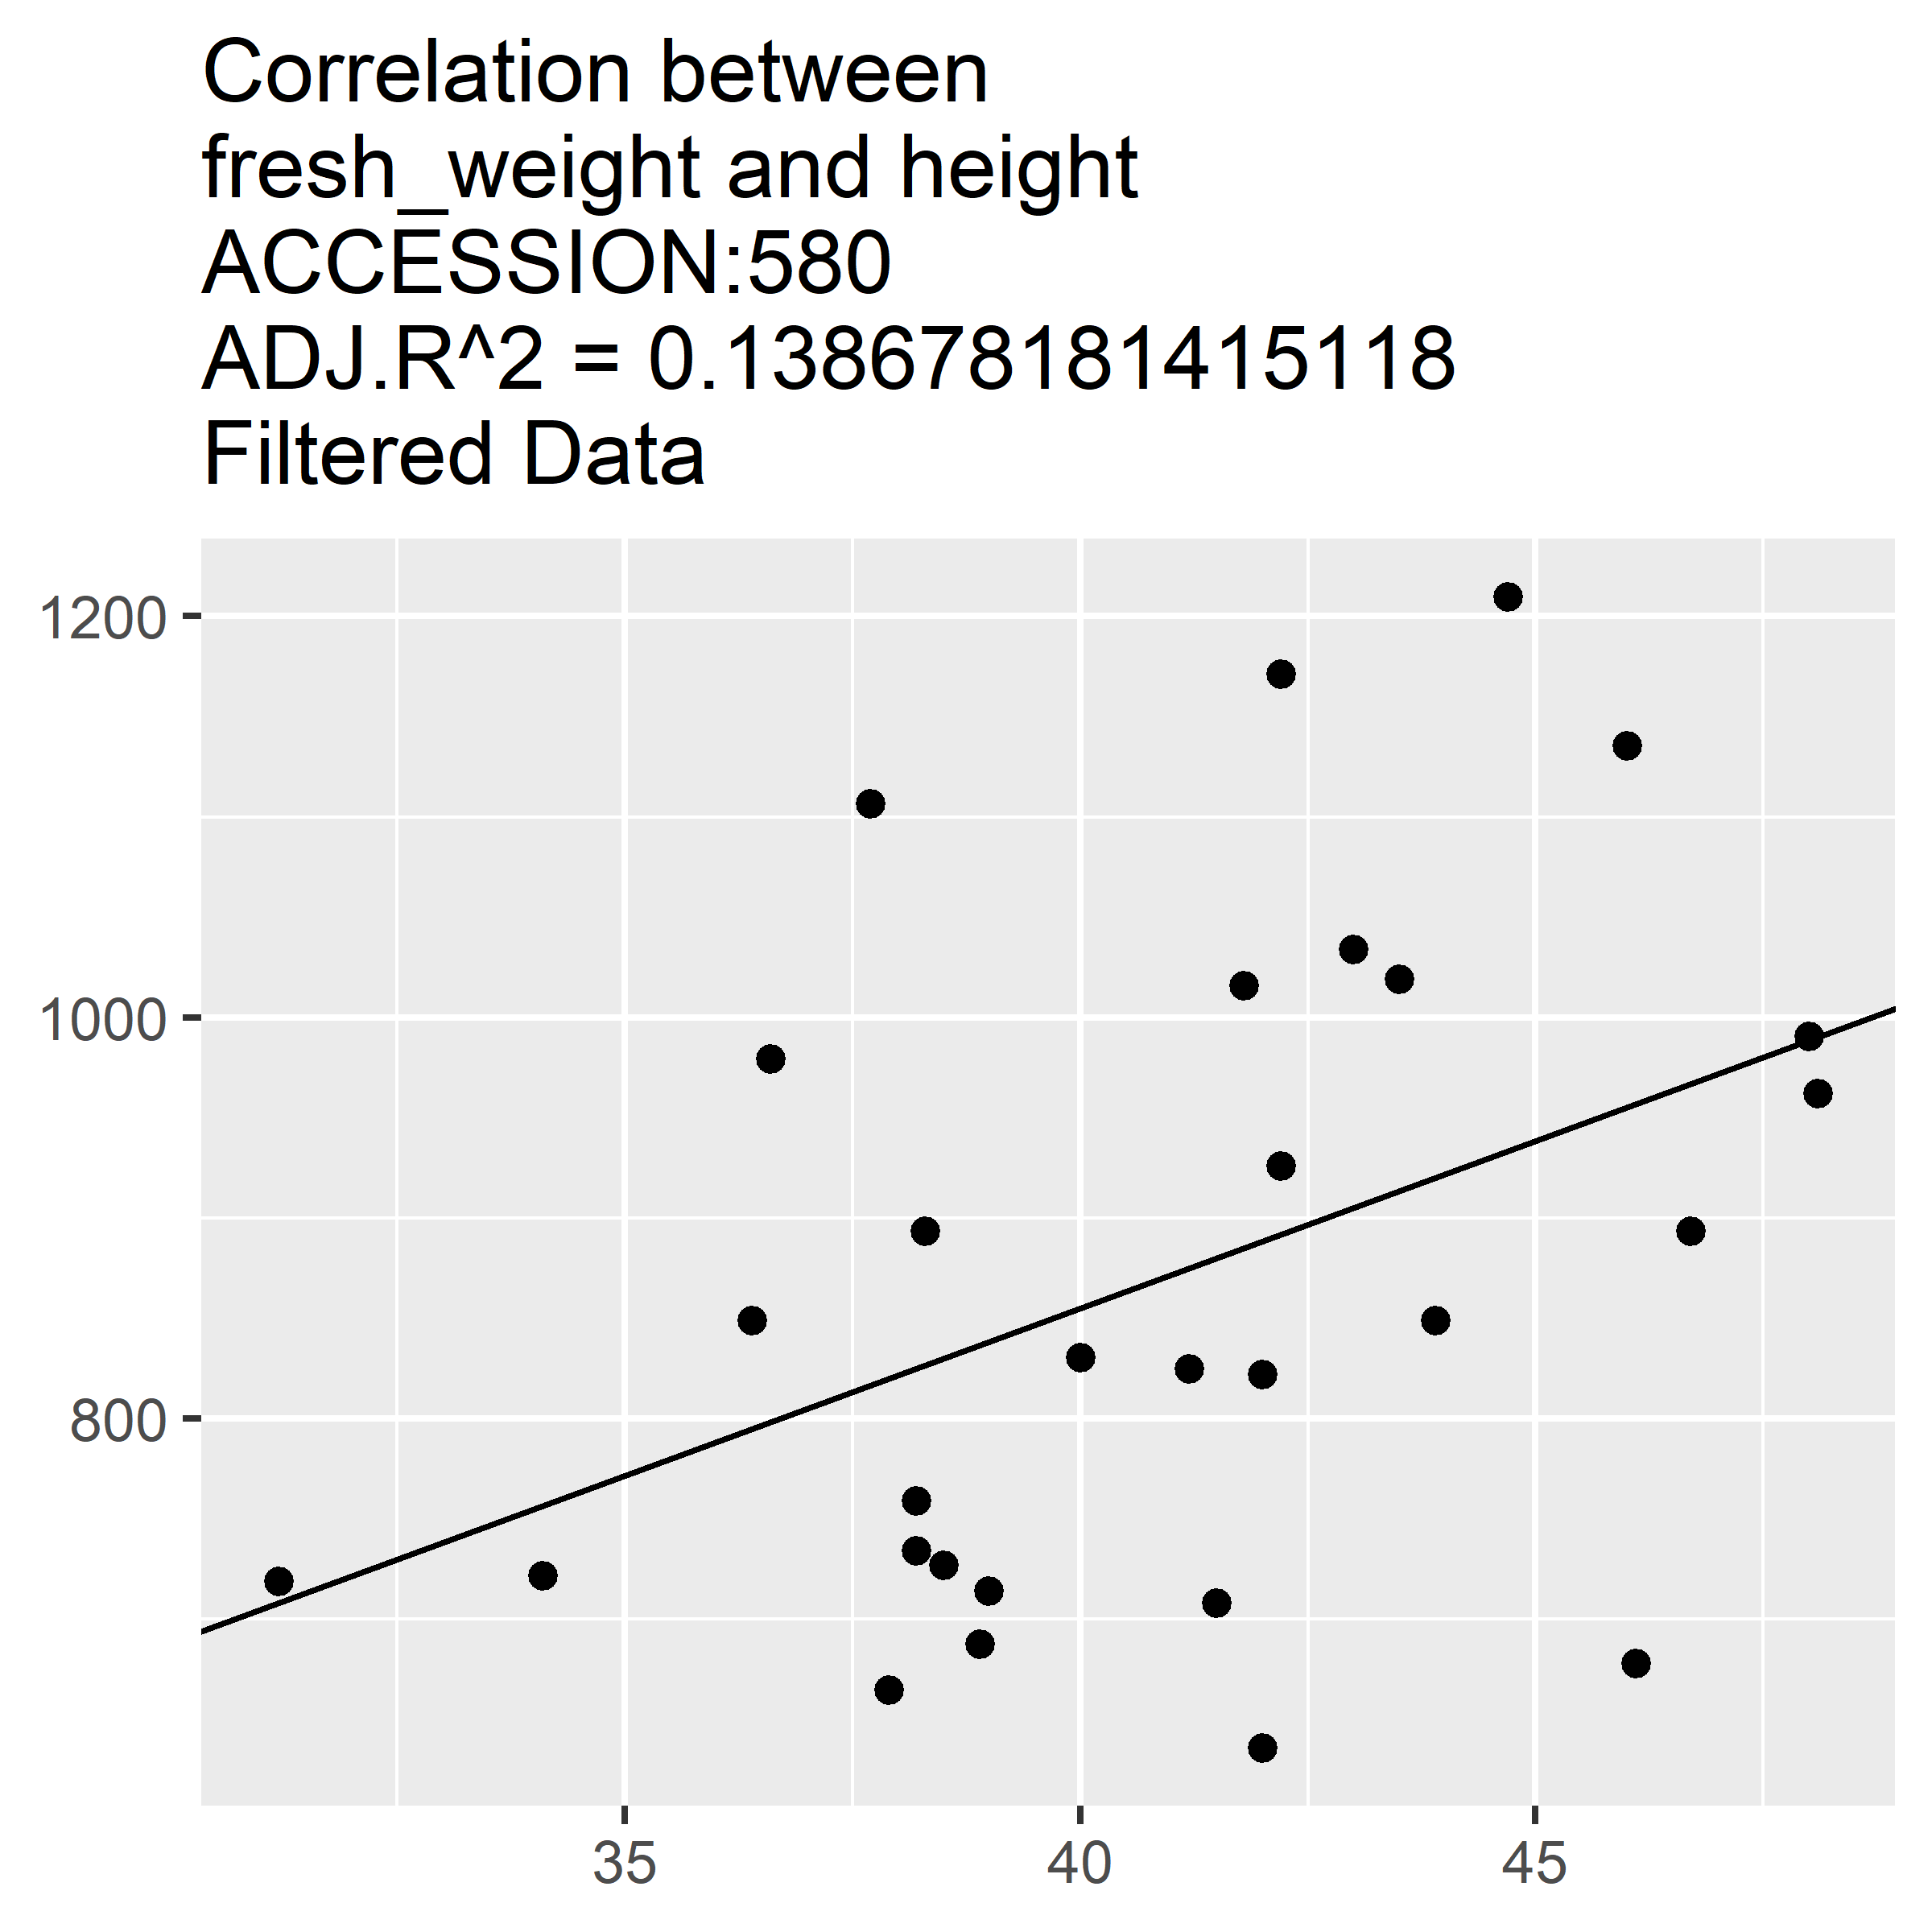 Correlation between
fresh_weight and height
ACCESSION:580
ADJ.R^2 = 0.138678181415118
Filtered Data
1200
1000
800
35
40
45